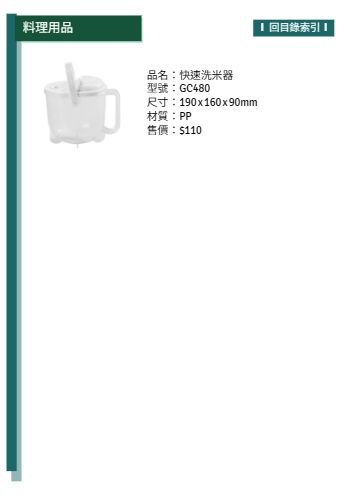 料理用品
回目錄索引
品名：快速洗米器
型號：GC480
尺寸：190x160x90mm
材質：PP
售價：$110